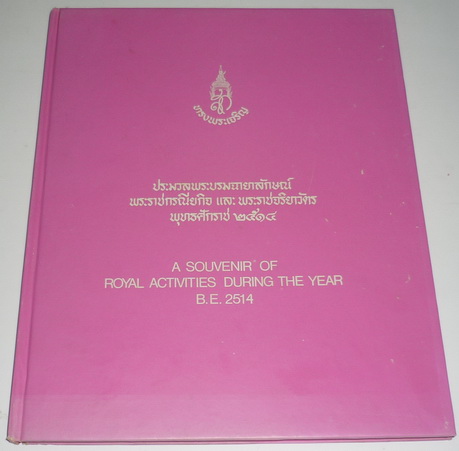 ทรงพระเจริญ
ประมวลพระบรมฉายาลักษณ์
พระราชกรณียกิจ และ พระราชจริยาวัตร
พุทธศักราช ๒๕๑๔
A SOUVENIR OF
ROYAL ACTIVITIES DURING THE YEAR
B.E. 2514